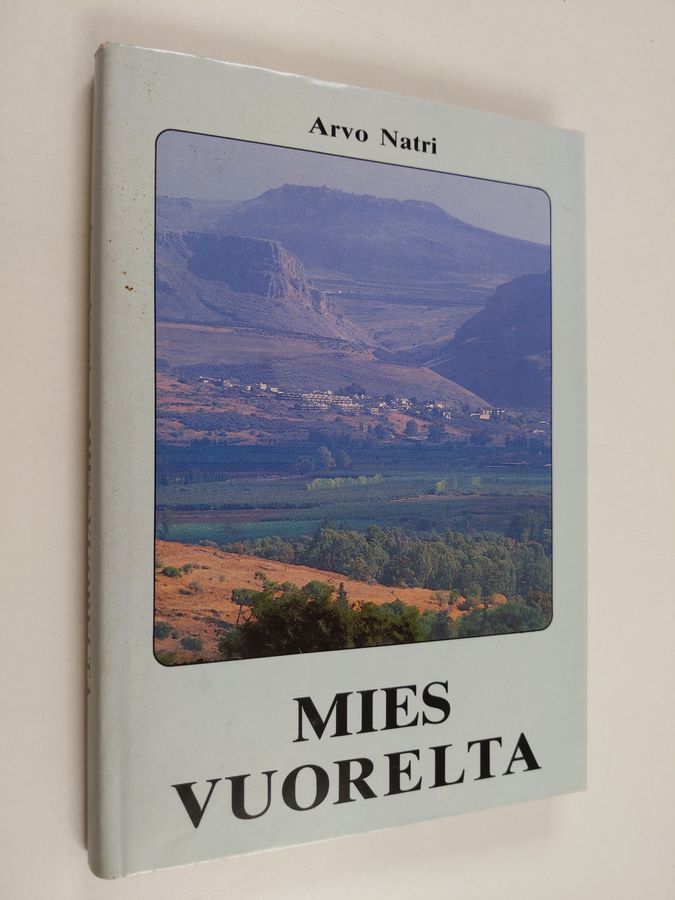 Arvo Natri
MIES
VUORELTA